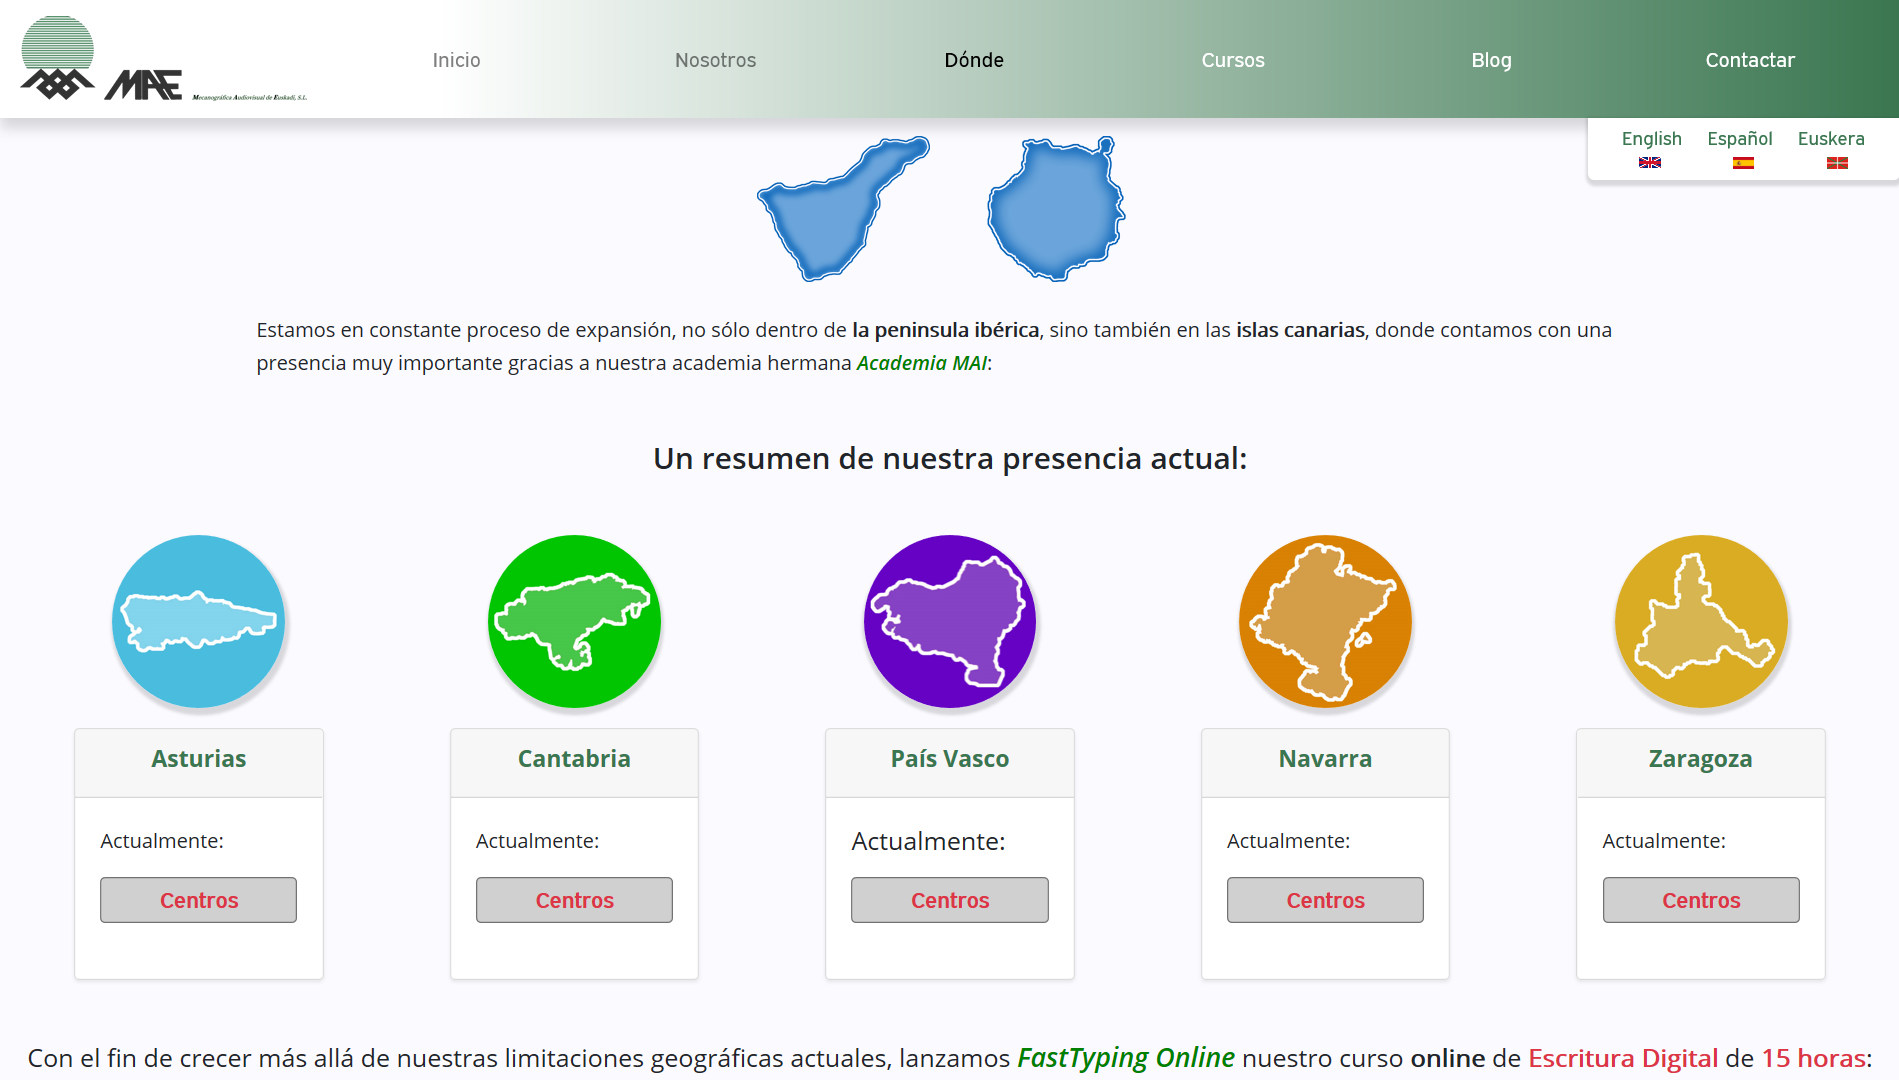 MAE Mecanográfica Audiovisual de Euskadi, S.L.
Inicio Nosotros Dónde Cursos Blog Contactar
English Español Euskera
Estamos en constante proceso de expansión, no sólo dentro de la peninsula ibérica, sino también en las islas canarias, donde contamos con una
presencia muy importante gracias a nuestra academia hermana Academia MAI:
Un resumen de nuestra presencia actual:
Asturias
Actualmente:
Centros
Cantabria
Actualmente:
Centros
País Vasco
Actualmente:
Centros
Navarra
Actualmente:
Centros
Zaragoza
Actualmente:
Centros
Con el fin de crecer más allá de nuestras limitaciones geográficas actuales, lanzamos FastTyping Online nuestro curso online de Escritura Digital de 15 horas: